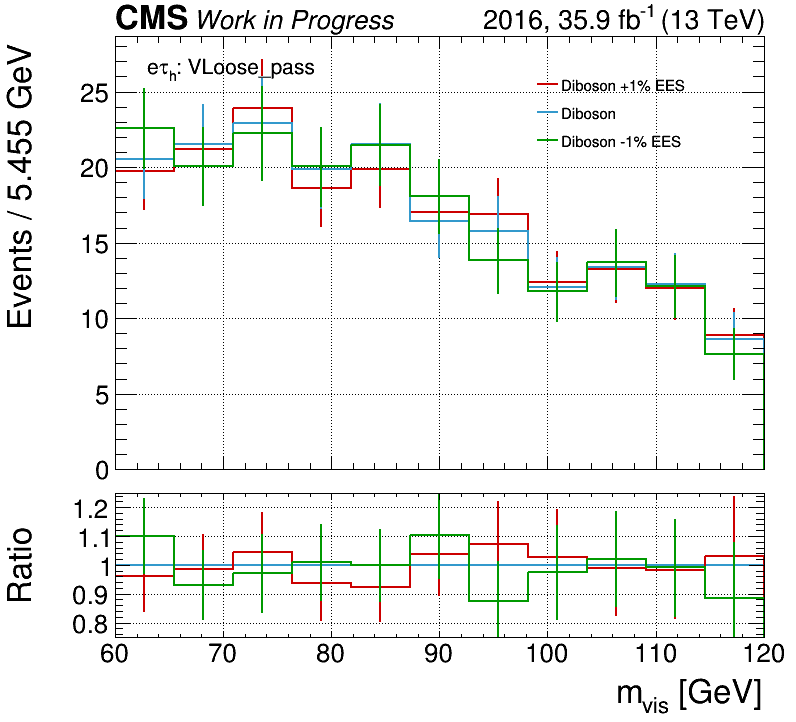 CMS Work in Progress 2016, 35.9 fb-1 (13 TeV)
eτh: VLoose_pass
Diboson +1% EES
Diboson
Diboson -1% EES
Events / 5.455 GeV
25
20
15
10
5
0
Ratio
1.2
1.1
1
0.9
0.8
60 70 80 90 100 110 120
mvis [GeV]